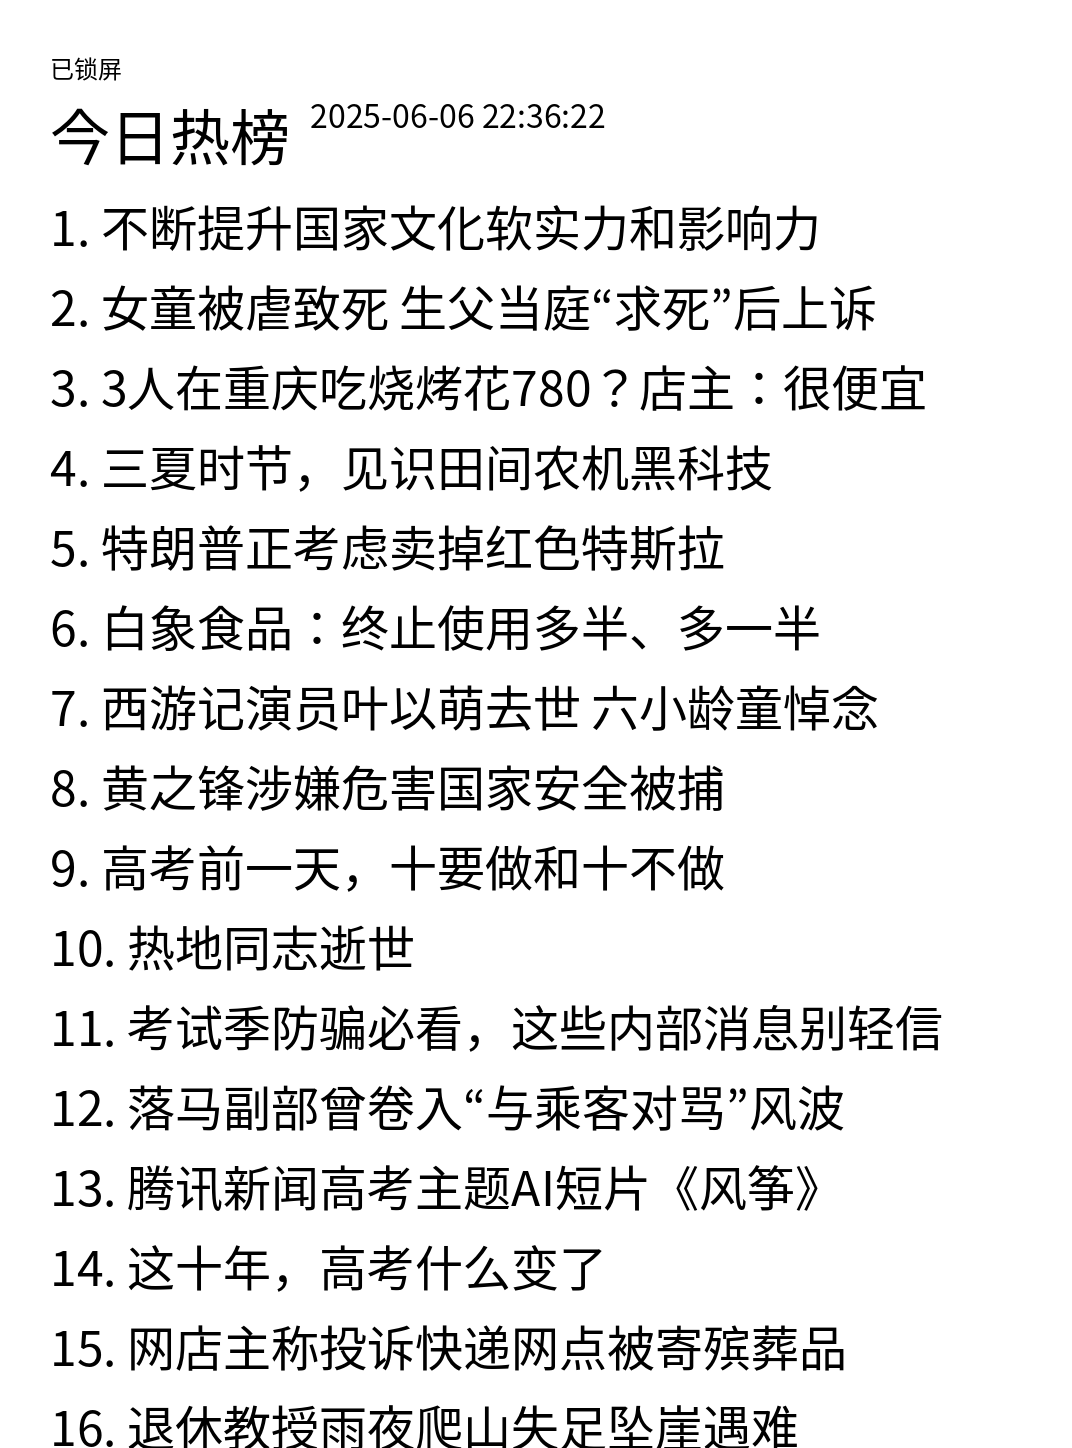 已锁屏
今日热榜 2025-06-06 22:36:22
1. 不断提升国家文化软实力和影响力
2. 女童被虐致死 生父当庭“求死”后上诉
3. 3人在重庆吃烧烤花780？店主：很便宜
4. 三夏时节，见识田间农机黑科技
5. 特朗普正考虑卖掉红色特斯拉
6. 白象食品：终止使用多半、多一半
7. 西游记演员叶以萌去世 六小龄童悼念
8. 黄之锋涉嫌危害国家安全被捕
9. 高考前一天，十要做和十不做
10. 热地同志逝世
11. 考试季防骗必看，这些内部消息别轻信
12. 落马副部曾卷入“与乘客对骂”风波
13. 腾讯新闻高考主题AI短片《风筝》
14. 这十年，高考什么变了
15. 网店主称投诉快递网点被寄殡葬品
16. 退休教授雨夜爬山失足坠崖遇难